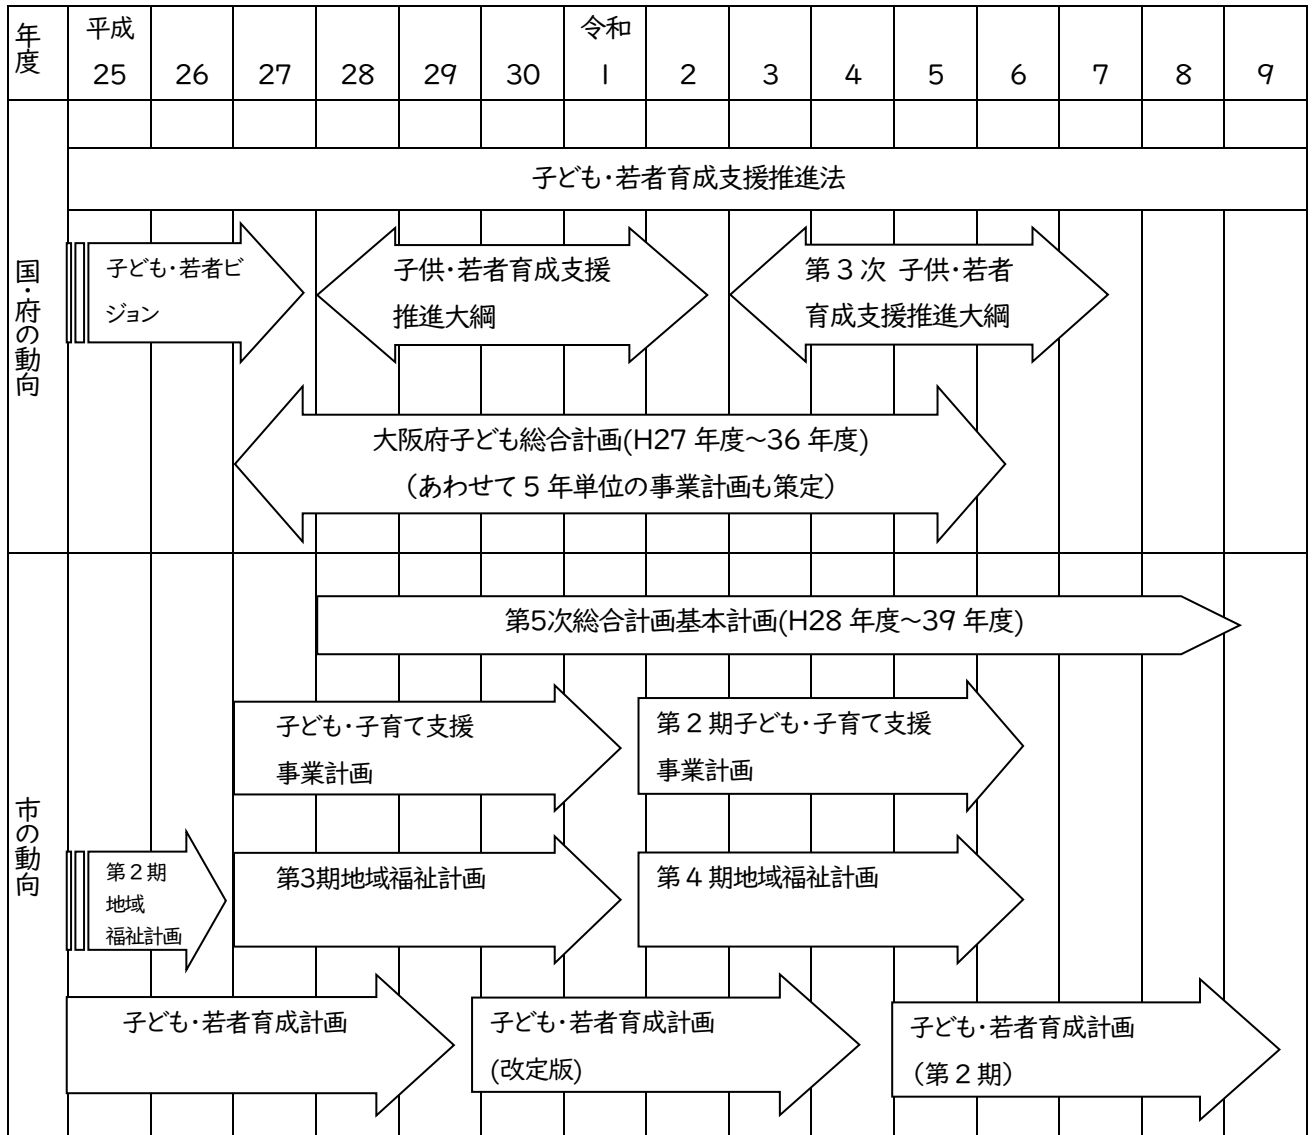 年度
平成
令和
25 26 27 28 29 30 1 2 3 4 5 6 7 8 9
国・府の動向
子ども・若者育成支援推進法
子ども・若者ビ
ジョン
子供・若者育成支援
推進大綱
第3次 子供・若者
育成支援推進大綱
大阪府子ども総合計画(H27 年度～36 年度)
（あわせて5年単位の事業計画も策定）
市の動向
第5次総合計画基本計画(H28 年度～39 年度)
子ども・子育て支援
事業計画
第2期子ども・子育て支援
事業計画
第2期
地域
福祉計画
第3期地域福祉計画
第4期地域福祉計画
子ども・若者育成計画
子ども・若者育成計画
(改定版)
子ども・若者育成計画
（第2期）